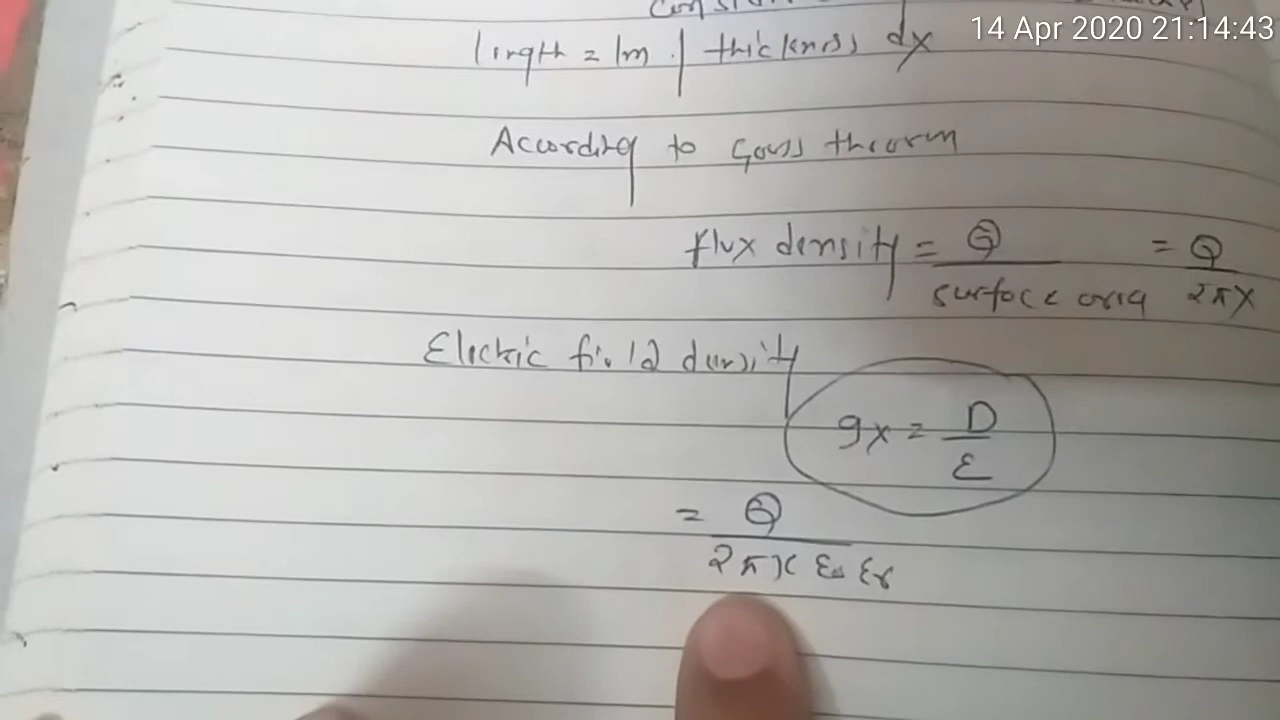 14 Apr 2020 21:14:43
length = 1m . | thickness dx
According to Gauss theorem
flux density = Q / surface area = Q / 2πx
Electric field density
gx = D / ε
= Q / 2πx ε₀ εr